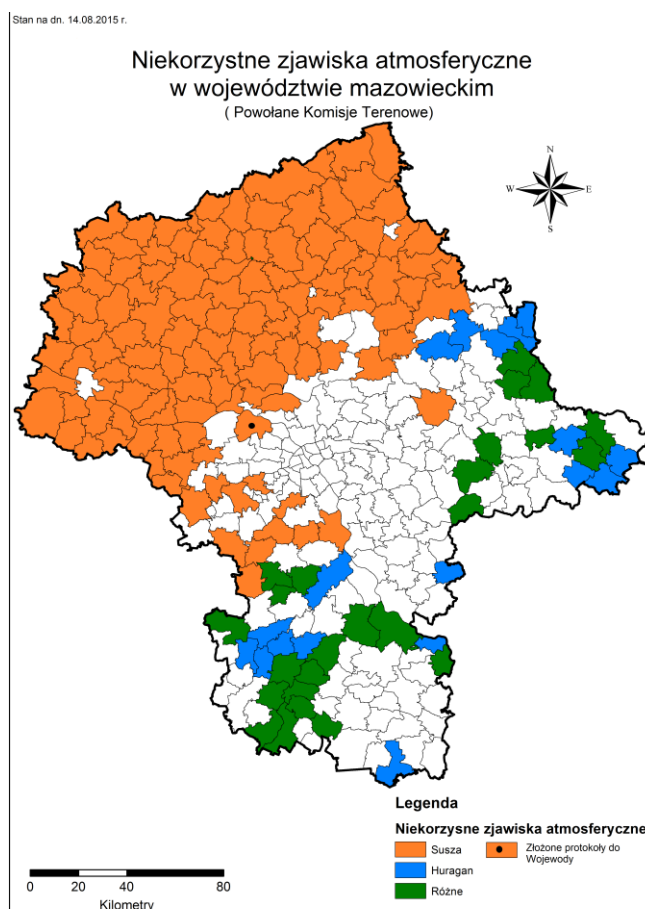 Stan na dn. 14.08.2015 r.
Niekorzystne zjawiska atmosferyczne
w województwie mazowieckim
( Powołane Komisje Terenowe)
N
W E
S
Legenda
Niekorzysne zjawiska atmosferyczne
Susza
Złożone protokoły do
Wojewody
Huragan
Różne
0 20 40 80
Kilometry